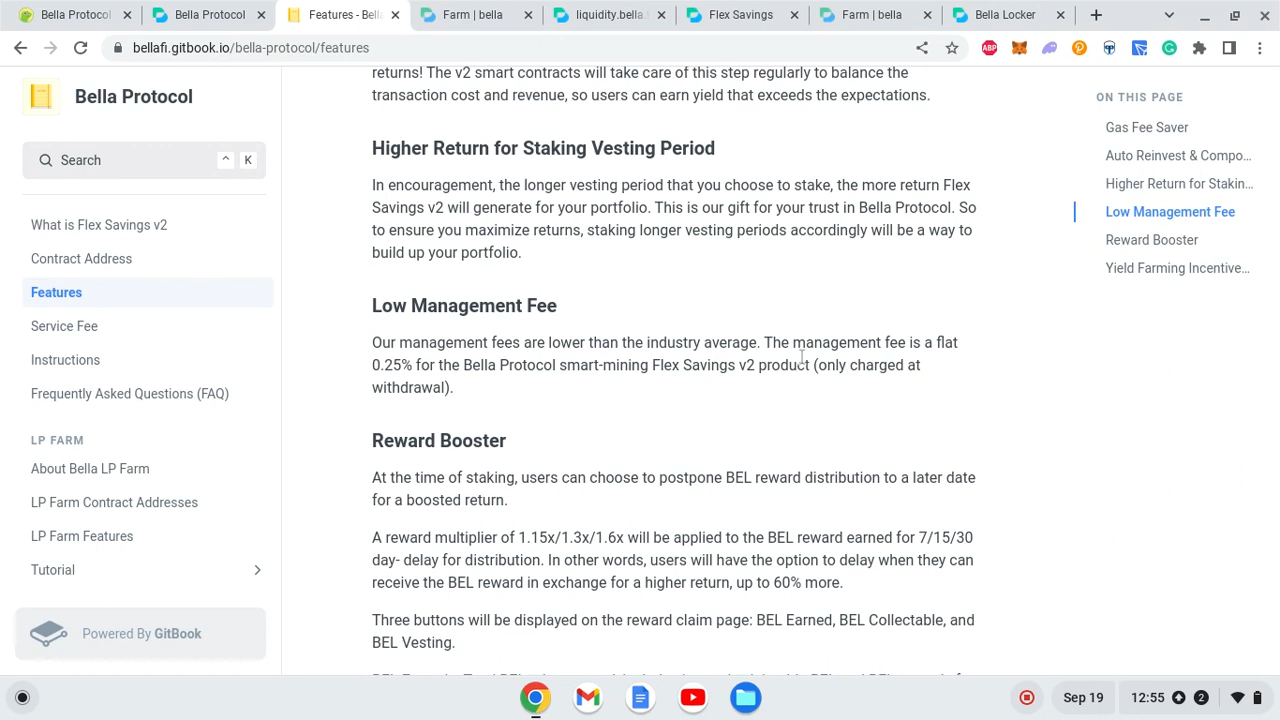 Bella Protocol
Bella Protocol
Features - Bella
Farm | bella
liquidity.bella.
Flex Savings
Farm | bella
Bella Locker
bellafi.gitbook.io/bella-protocol/features
ABP
Bella Protocol
Search
^ K
What is Flex Savings v2
Contract Address
Features
Service Fee
Instructions
Frequently Asked Questions (FAQ)
LP FARM
About Bella LP Farm
LP Farm Contract Addresses
LP Farm Features
Tutorial
Powered By GitBook
returns! The v2 smart contracts will take care of this step regularly to balance the
transaction cost and revenue, so users can earn yield that exceeds the expectations.
Higher Return for Staking Vesting Period
In encouragement, the longer vesting period that you choose to stake, the more return Flex
Savings v2 will generate for your portfolio. This is our gift for your trust in Bella Protocol. So
to ensure you maximize returns, staking longer vesting periods accordingly will be a way to
build up your portfolio.
Low Management Fee
Our management fees are lower than the industry average. The management fee is a flat
0.25% for the Bella Protocol smart-mining Flex Savings v2 product (only charged at
withdrawal).
Reward Booster
At the time of staking, users can choose to postpone BEL reward distribution to a later date
for a boosted return.
A reward multiplier of 1.15x/1.3x/1.6x will be applied to the BEL reward earned for 7/15/30
day- delay for distribution. In other words, users will have the option to delay when they can
receive the BEL reward in exchange for a higher return, up to 60% more.
Three buttons will be displayed on the reward claim page: BEL Earned, BEL Collectable, and
BEL Vesting.
ON THIS PAGE
Gas Fee Saver
Auto Reinvest & Compo...
Higher Return for Stakin...
Low Management Fee
Reward Booster
Yield Farming Incentive...
Sep 19
12:55
2